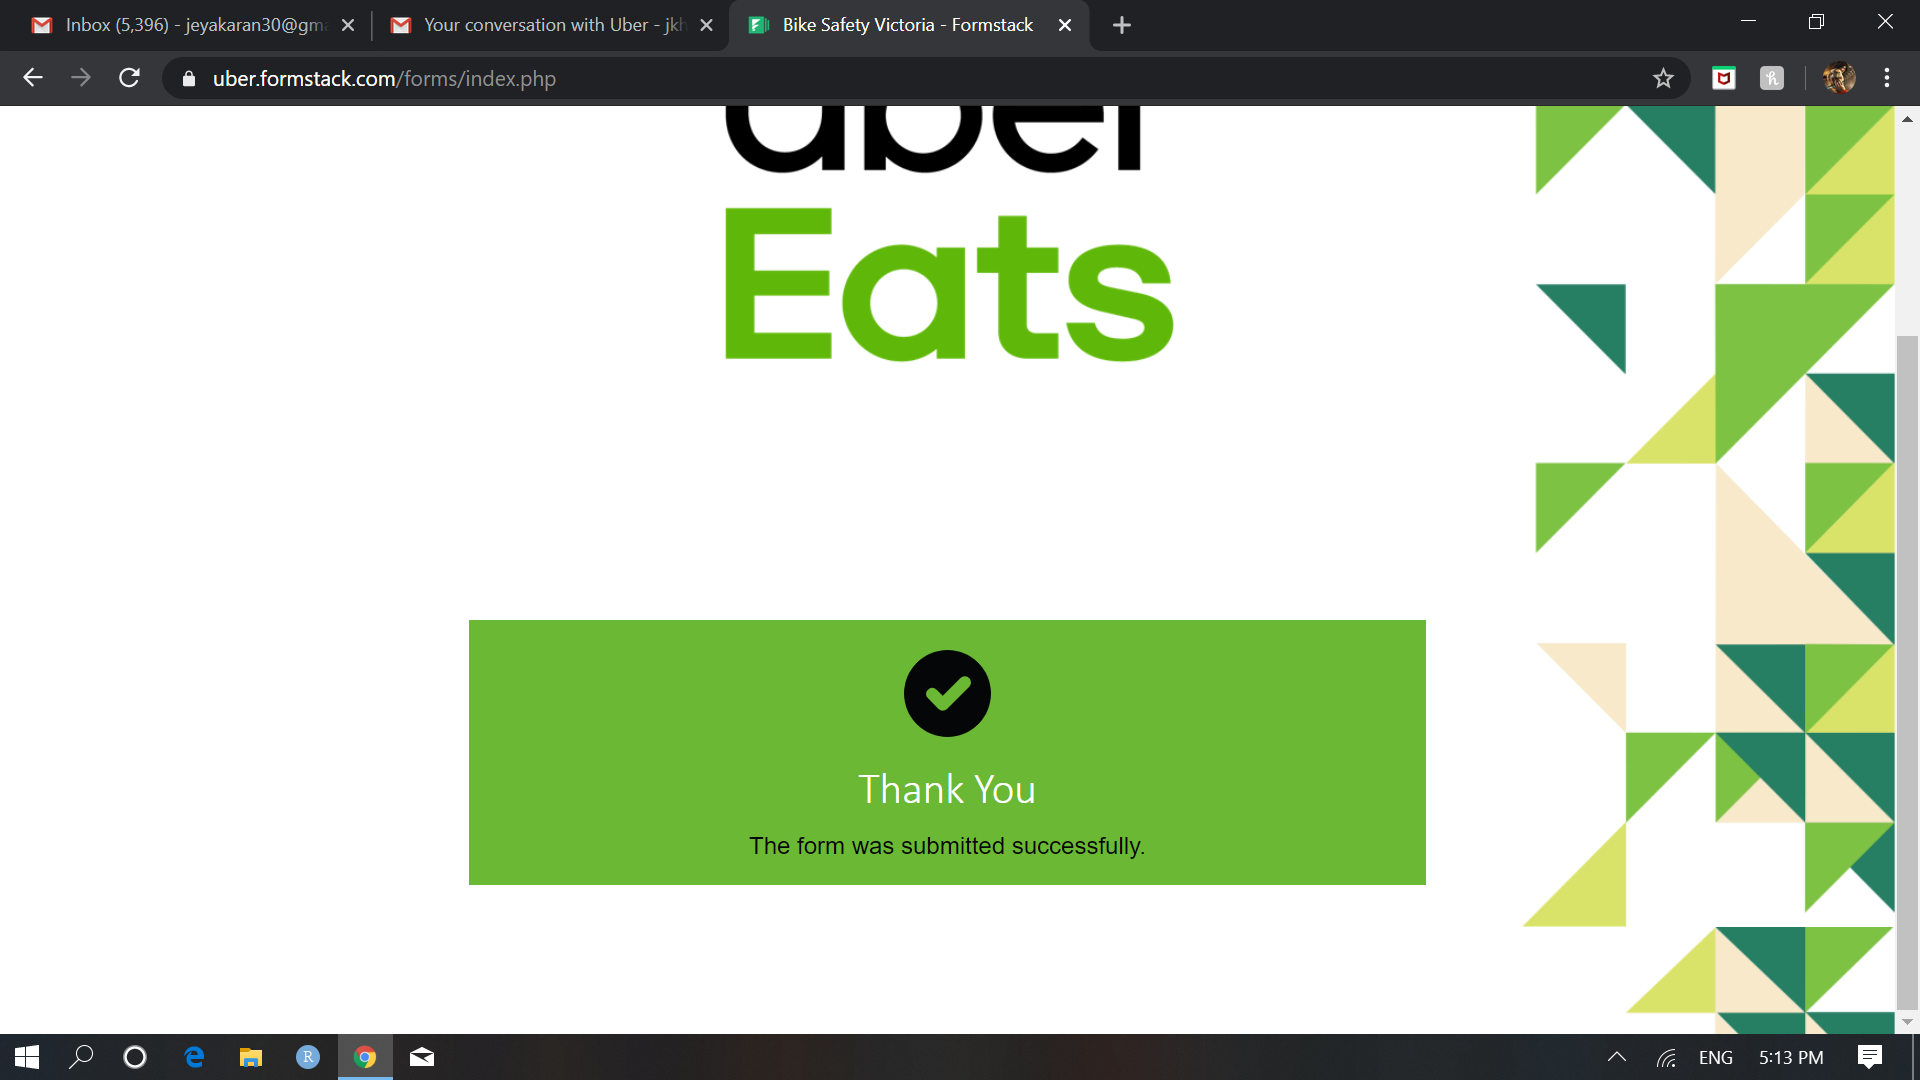 Inbox (5,396) - jeyakaran30@gm
Your conversation with Uber - jkh
Bike Safety Victoria - Formstack
uber.formstack.com/forms/index.php
uber
Eats
Thank You
The form was submitted successfully.
ENG
5:13 PM